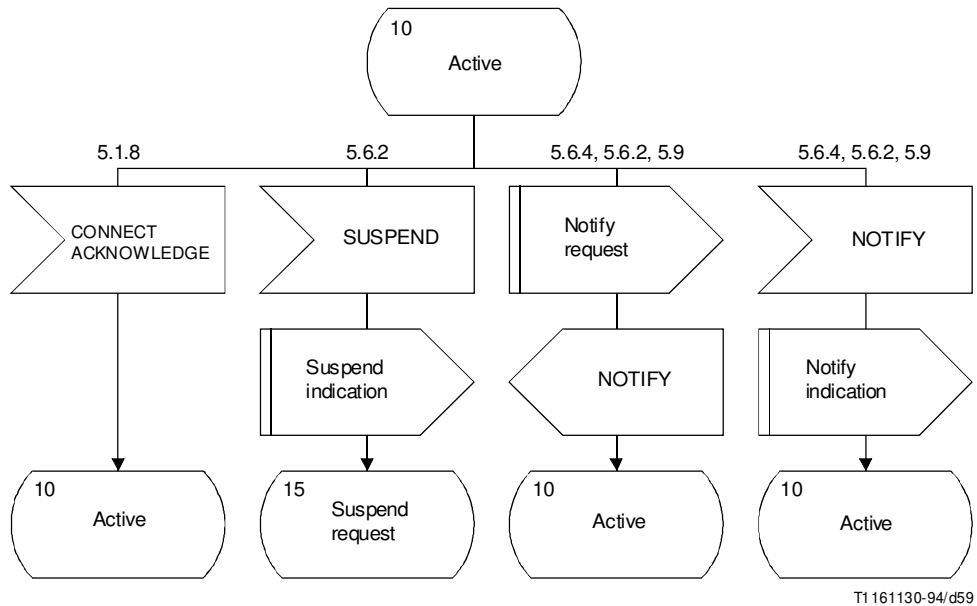 10
Active
5.1.8
5.6.2
5.6.4, 5.6.2, 5.9
5.6.4, 5.6.2, 5.9
CONNECT
ACKNOWLEDGE
SUSPEND
Notify
request
NOTIFY
Suspend
indication
NOTIFY
Notify
indication
10
Active
15
Suspend
request
10
Active
10
Active
T1161130-94/d59